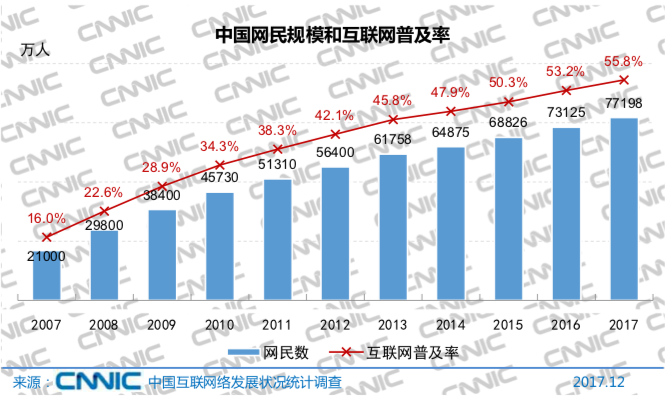 中国网民规模和互联网普及率
万人
16.0% 22.6% 28.9% 34.3% 38.3% 42.1% 45.8% 47.9% 50.3% 53.2% 55.8%
21000 29800 38400 45730 51310 56400 61758 64875 68826 73125 77198
2007 2008 2009 2010 2011 2012 2013 2014 2015 2016 2017
网民数 互联网普及率
来源：CNNIC 中国互联网络发展状况统计调查 2017.12